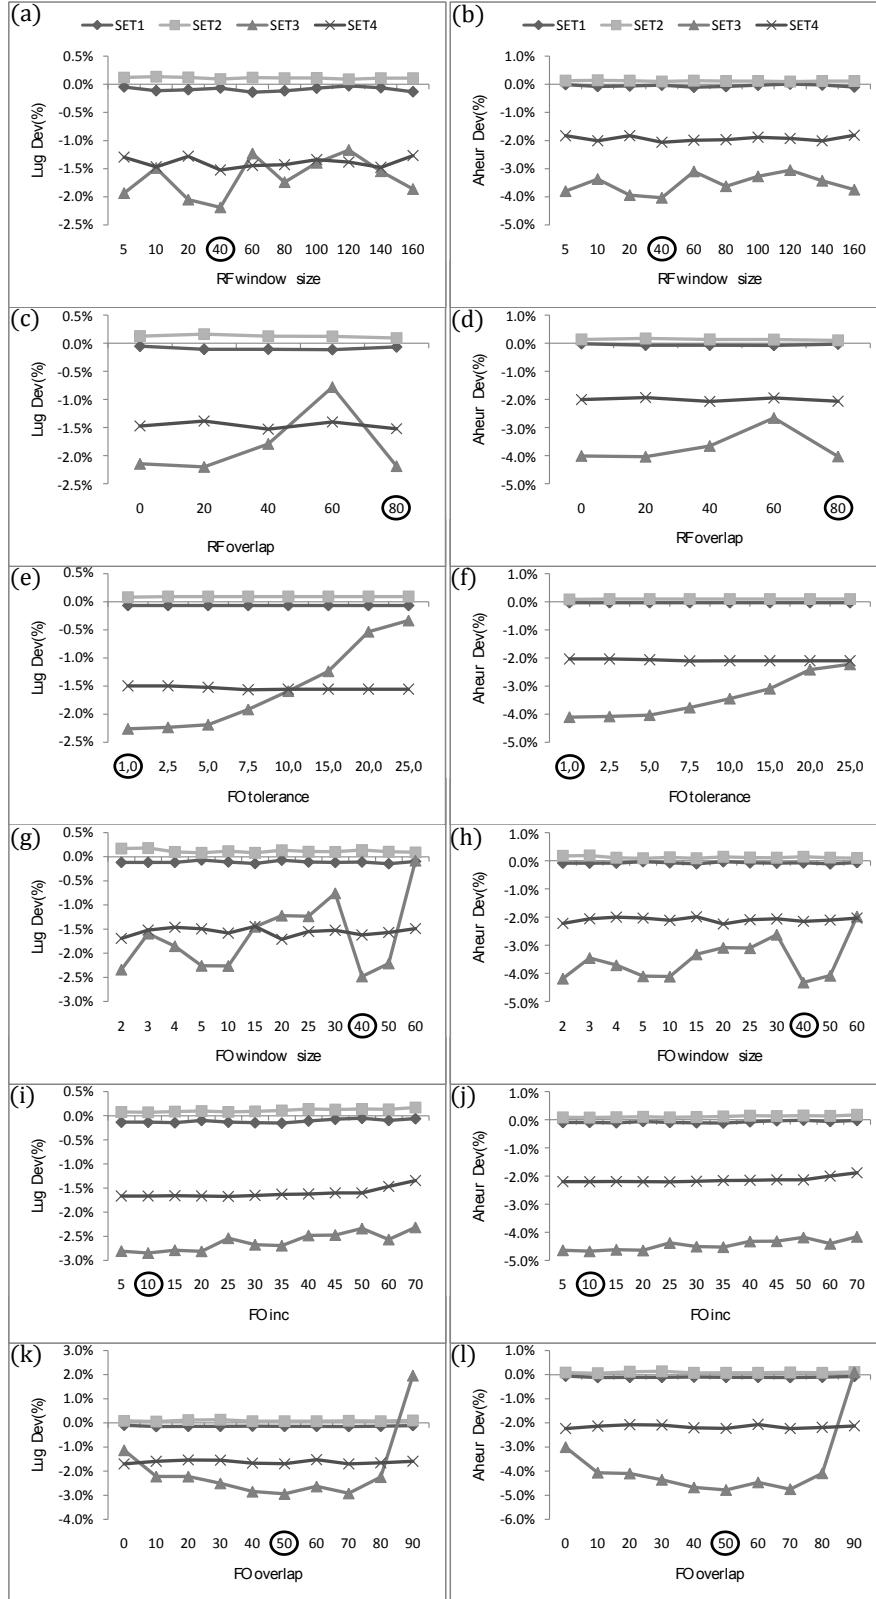 (a)
SET1 SET2 SET3 SET4
0.5%
0.0%
-0.5%
-1.0%
-1.5%
-2.0%
-2.5%
Lug Dev(%)
5 10 20 40 60 80 100 120 140 160
RF window size
(b)
SET1 SET2 SET3 SET4
1.0%
0.0%
-1.0%
-2.0%
-3.0%
-4.0%
-5.0%
Aheur Dev(%)
5 10 20 40 60 80 100 120 140 160
RF window size
(c)
0.5%
0.0%
-0.5%
-1.0%
-1.5%
-2.0%
-2.5%
Lug Dev(%)
0 20 40 60 80
RF overlap
(d)
1.0%
0.0%
-1.0%
-2.0%
-3.0%
-4.0%
-5.0%
Aheur Dev(%)
0 20 40 60 80
RF overlap
(e)
0.5%
0.0%
-0.5%
-1.0%
-1.5%
-2.0%
-2.5%
Lug Dev(%)
1,0 2,5 5,0 7,5 10,0 15,0 20,0 25,0
FO tolerance
(f)
1.0%
0.0%
-1.0%
-2.0%
-3.0%
-4.0%
-5.0%
Aheur Dev(%)
1,0 2,5 5,0 7,5 10,0 15,0 20,0 25,0
FO tolerance
(g)
0.5%
0.0%
-0.5%
-1.0%
-1.5%
-2.0%
-2.5%
-3.0%
Lug Dev(%)
2 3 4 5 10 15 20 25 30 40 50 60
FO window size
(h)
1.0%
0.0%
-1.0%
-2.0%
-3.0%
-4.0%
-5.0%
Aheur Dev(%)
2 3 4 5 10 15 20 25 30 40 50 60
FO window size
(i)
0.5%
0.0%
-0.5%
-1.0%
-1.5%
-2.0%
-2.5%
-3.0%
Lug Dev(%)
5 10 15 20 25 30 35 40 45 50 60 70
FO inc
(j)
1.0%
0.0%
-1.0%
-2.0%
-3.0%
-4.0%
-5.0%
Aheur Dev(%)
5 10 15 20 25 30 35 40 45 50 60 70
FO inc
(k)
3.0%
2.0%
1.0%
0.0%
-1.0%
-2.0%
-3.0%
-4.0%
Lug Dev(%)
0 10 20 30 40 50 60 70 80 90
FO overlap
(l)
1.0%
0.0%
-1.0%
-2.0%
-3.0%
-4.0%
-5.0%
-6.0%
Aheur Dev(%)
0 10 20 30 40 50 60 70 80 90
FO overlap